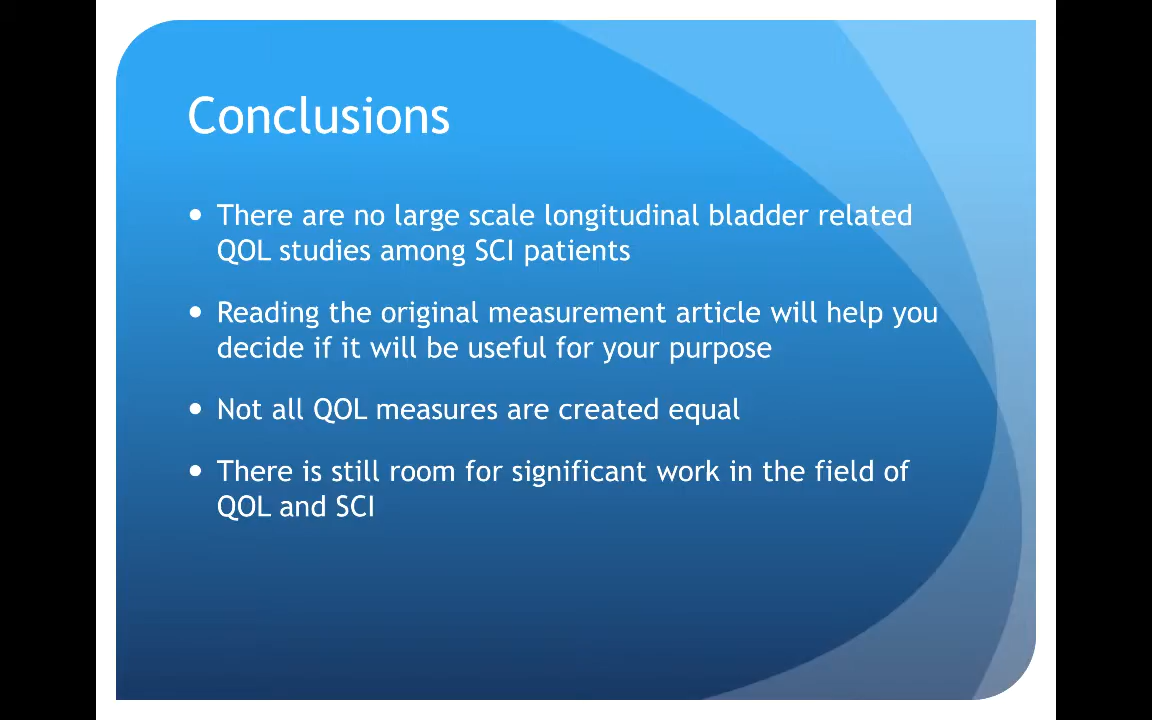 Conclusions
• There are no large scale longitudinal bladder related
QOL studies among SCI patients
• Reading the original measurement article will help you
decide if it will be useful for your purpose
• Not all QOL measures are created equal
• There is still room for significant work in the field of
QOL and SCI